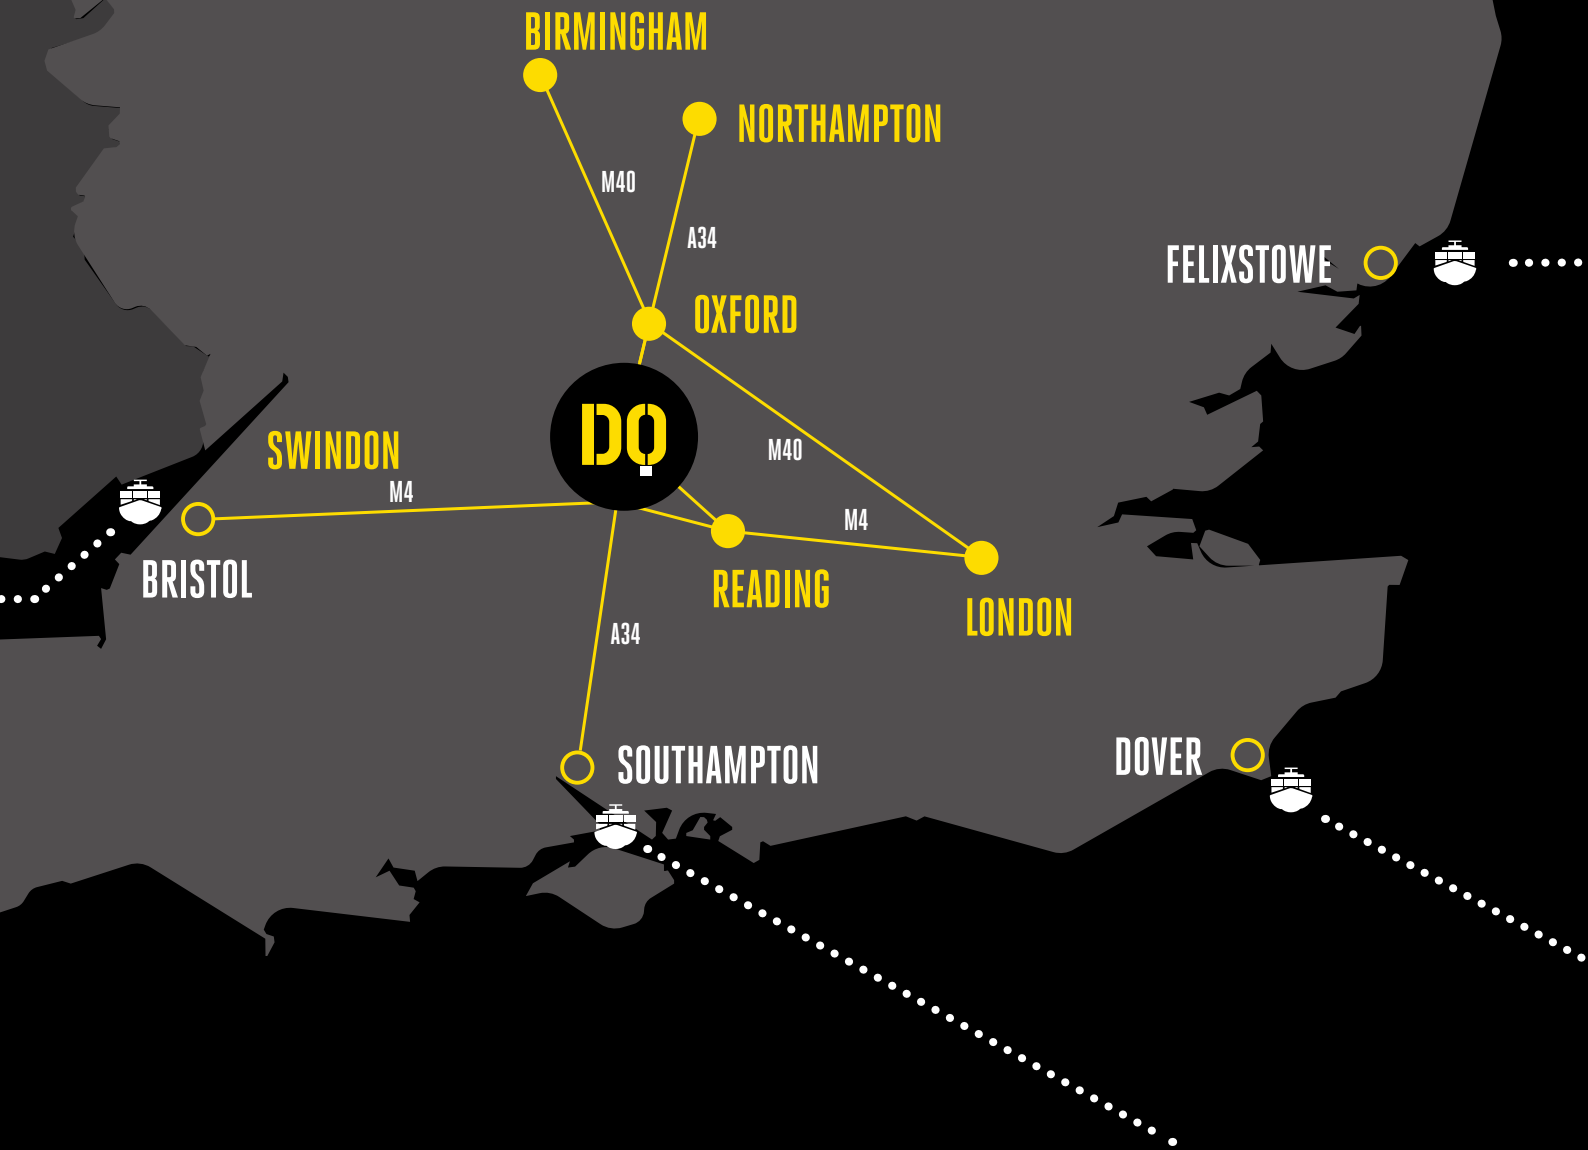 BIRMINGHAM
NORTHAMPTON
M40
A34
FELIXSTOWE
OXFORD
DQ
SWINDON
M40
M4
M4
BRISTOL
READING
LONDON
A34
SOUTHAMPTON
DOVER